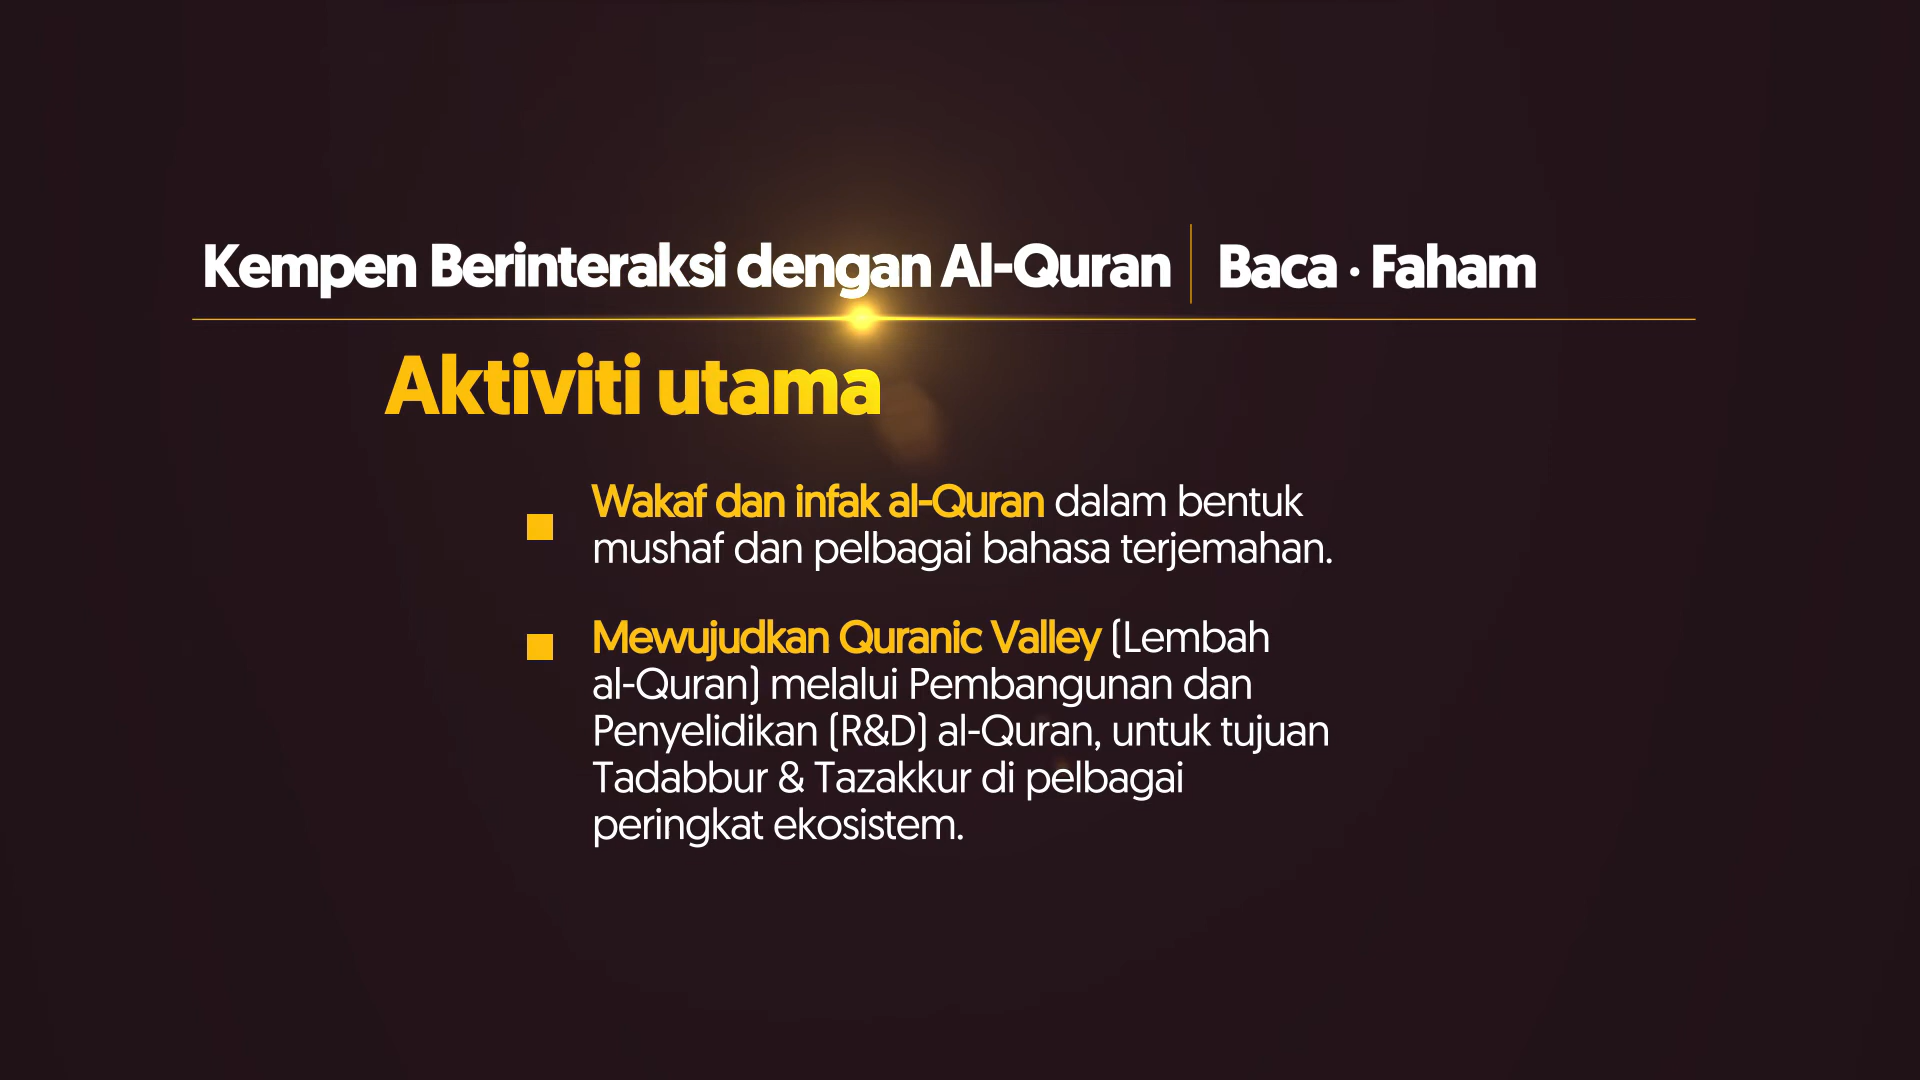 Kempen Berinteraksi dengan Al-Quran Baca · Faham
Aktiviti utama
Wakaf dan infak al-Quran dalam bentuk
mushaf dan pelbagai bahasa terjemahan.
Mewujudkan Quranic Valley (Lembah
al-Quran) melalui Pembangunan dan
Penyelidikan (R&D) al-Quran, untuk tujuan
Tadabbur & Tazakkur di pelbagai
peringkat ekosistem.